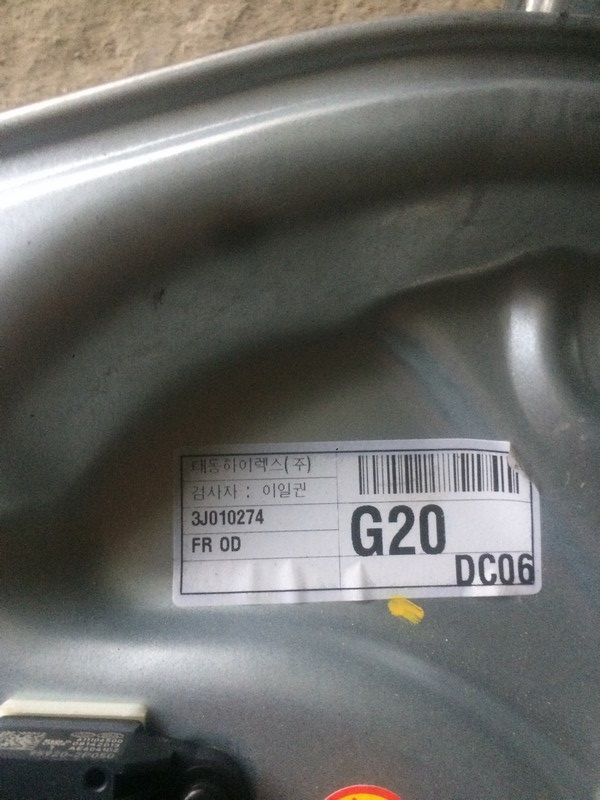 대동하이렉스(주)
검사자 : 이일권
3J010274
FR OD
G20
DC06